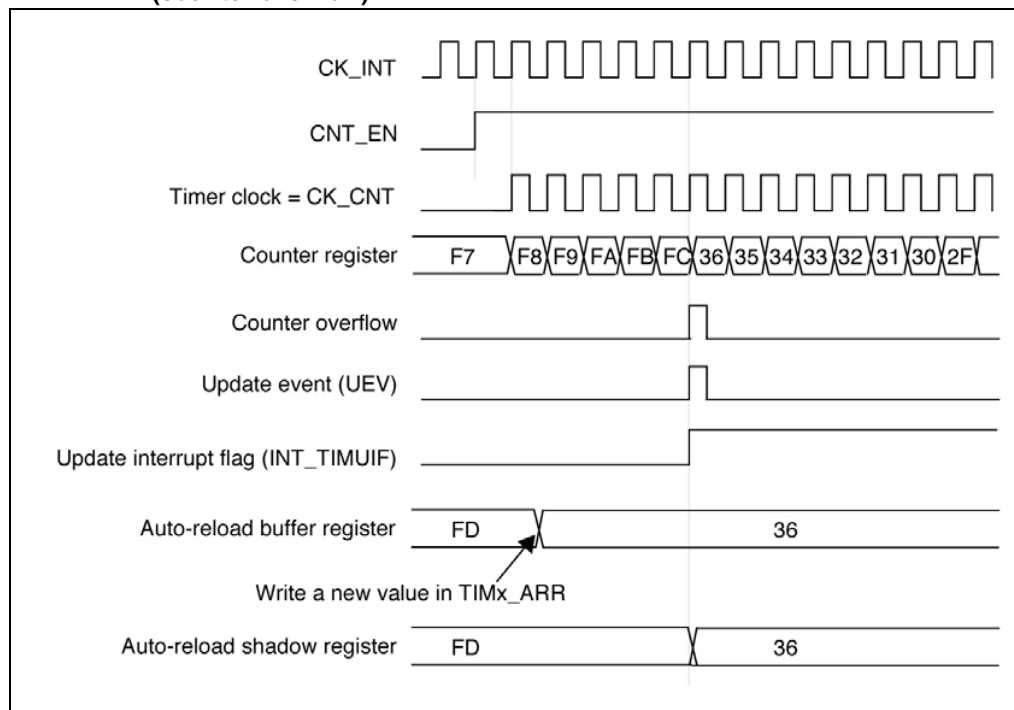 CK_INT
CNT_EN
Timer clock = CK_CNT
Counter register F7 F8 F9 FA FB FC 36 35 34 33 32 31 30 2F
Counter overflow
Update event (UEV)
Update interrupt flag (INT_TIMUIF)
Auto-reload buffer register FD 36
Write a new value in TIMx_ARR
Auto-reload shadow register FD 36